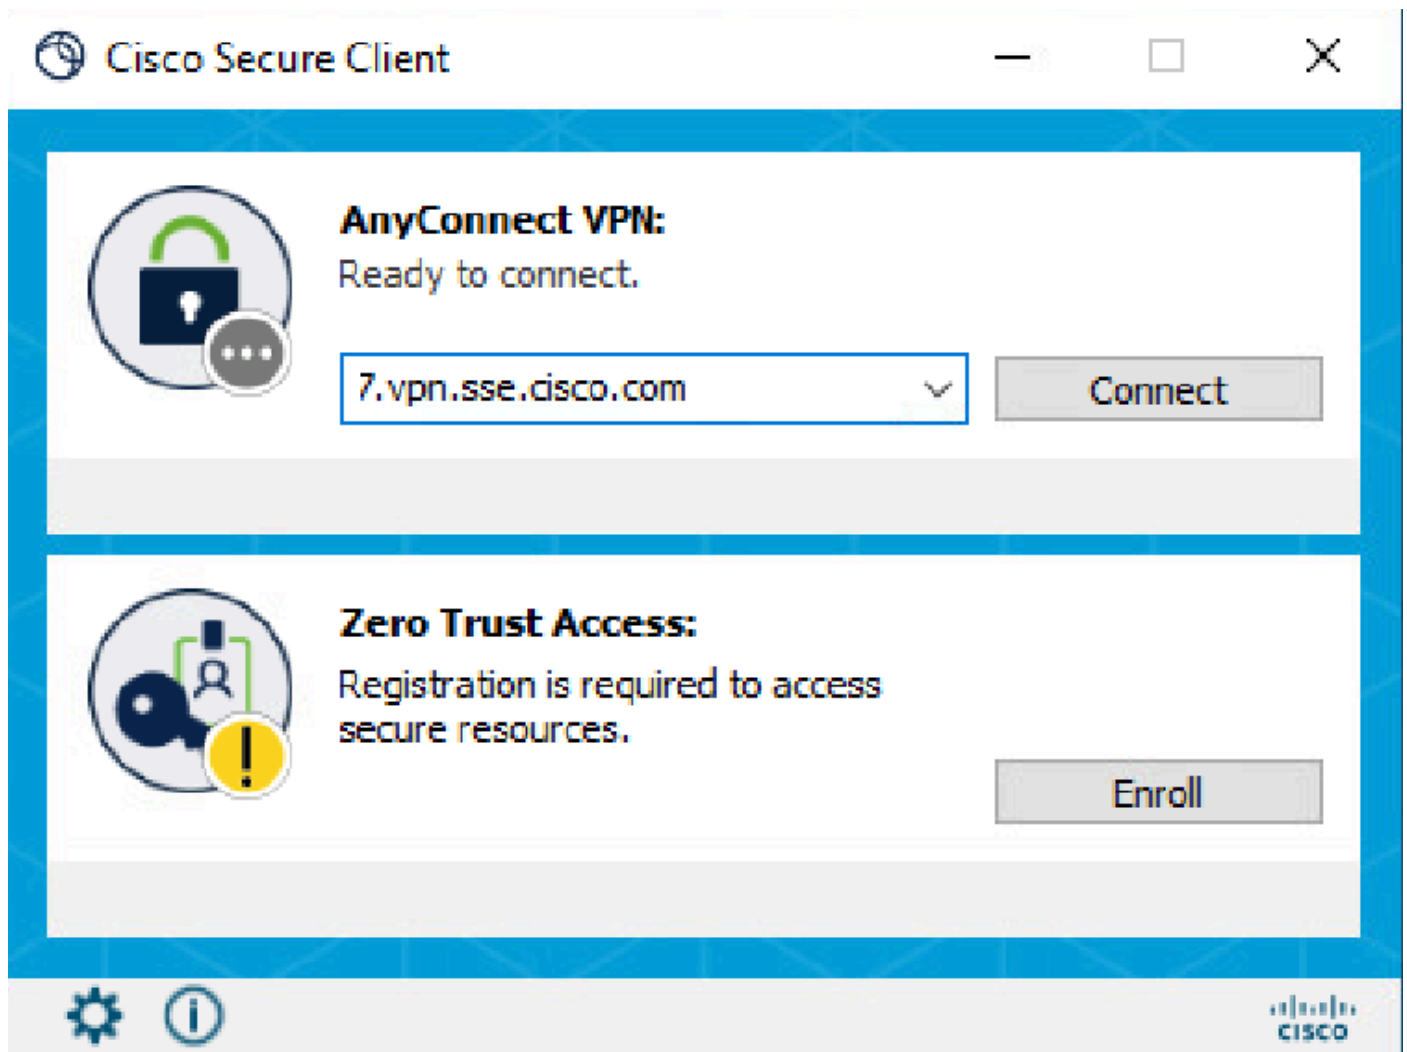 Cisco Secure Client
AnyConnect VPN:
Ready to connect.
7.vpn.sse.cisco.com
Connect
Zero Trust Access:
Registration is required to access
secure resources.
Enroll
CISCO